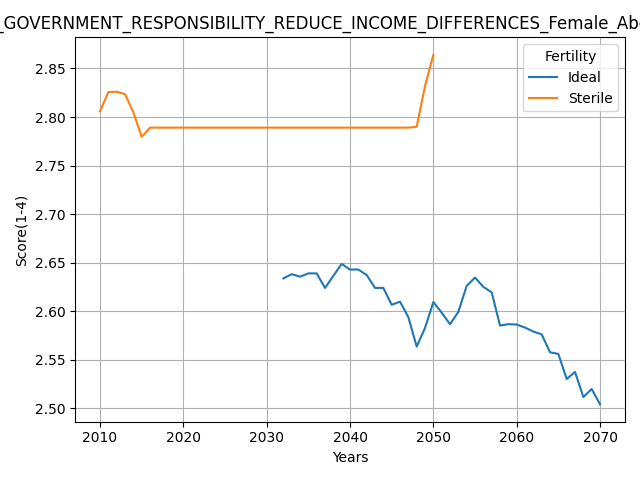 _GOVERNMENT_RESPONSIBILITY_REDUCE_INCOME_DIFFERENCES_Female_Ab
Fertility
Ideal
Sterile
Score(1-4)
2.85
2.80
2.75
2.70
2.65
2.60
2.55
2.50
2010 2020 2030 2040 2050 2060 2070
Years